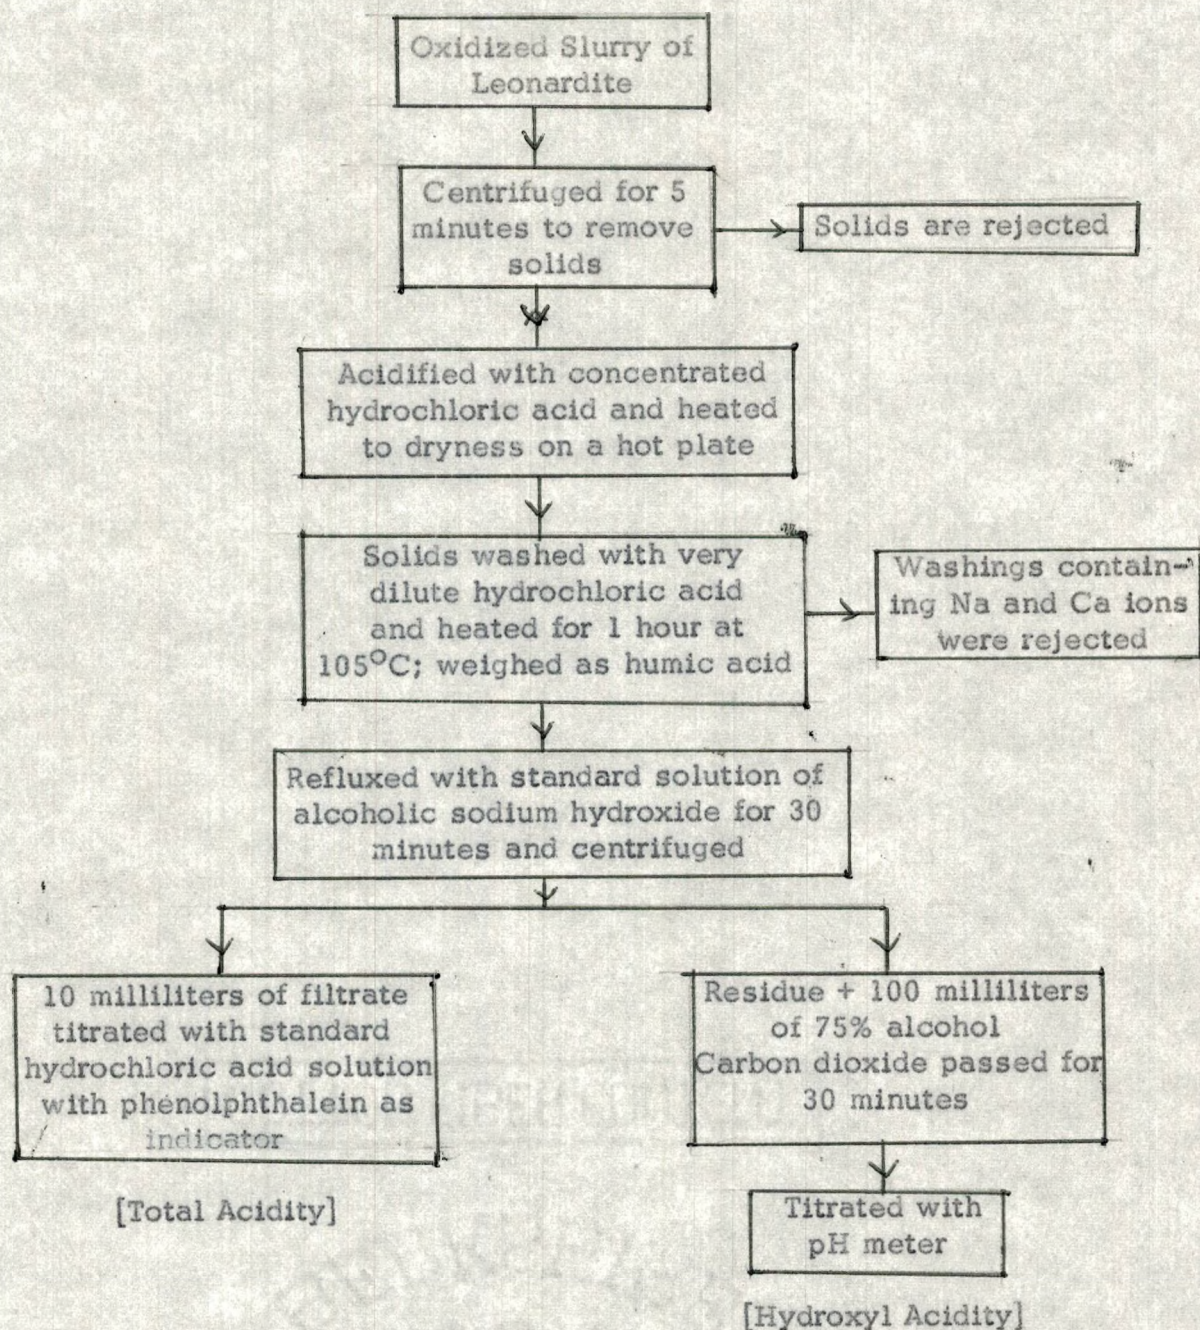 Oxidized Slurry of
Leonardite
Centrifuged for 5
minutes to remove
solids
Solids are rejected
Acidified with concentrated
hydrochloric acid and heated
to dryness on a hot plate
Solids washed with very
dilute hydrochloric acid
and heated for 1 hour at
105°C; weighed as humic acid
Washings contain-
ing Na and Ca ions
were rejected
Refluxed with standard solution of
alcoholic sodium hydroxide for 30
minutes and centrifuged
10 milliliters of filtrate
titrated with standard
hydrochloric acid solution
with phenolphthalein as
indicator
[Total Acidity]
Residue + 100 milliliters
of 75% alcohol
Carbon dioxide passed for
30 minutes
Titrated with
pH meter
[Hydroxyl Acidity]